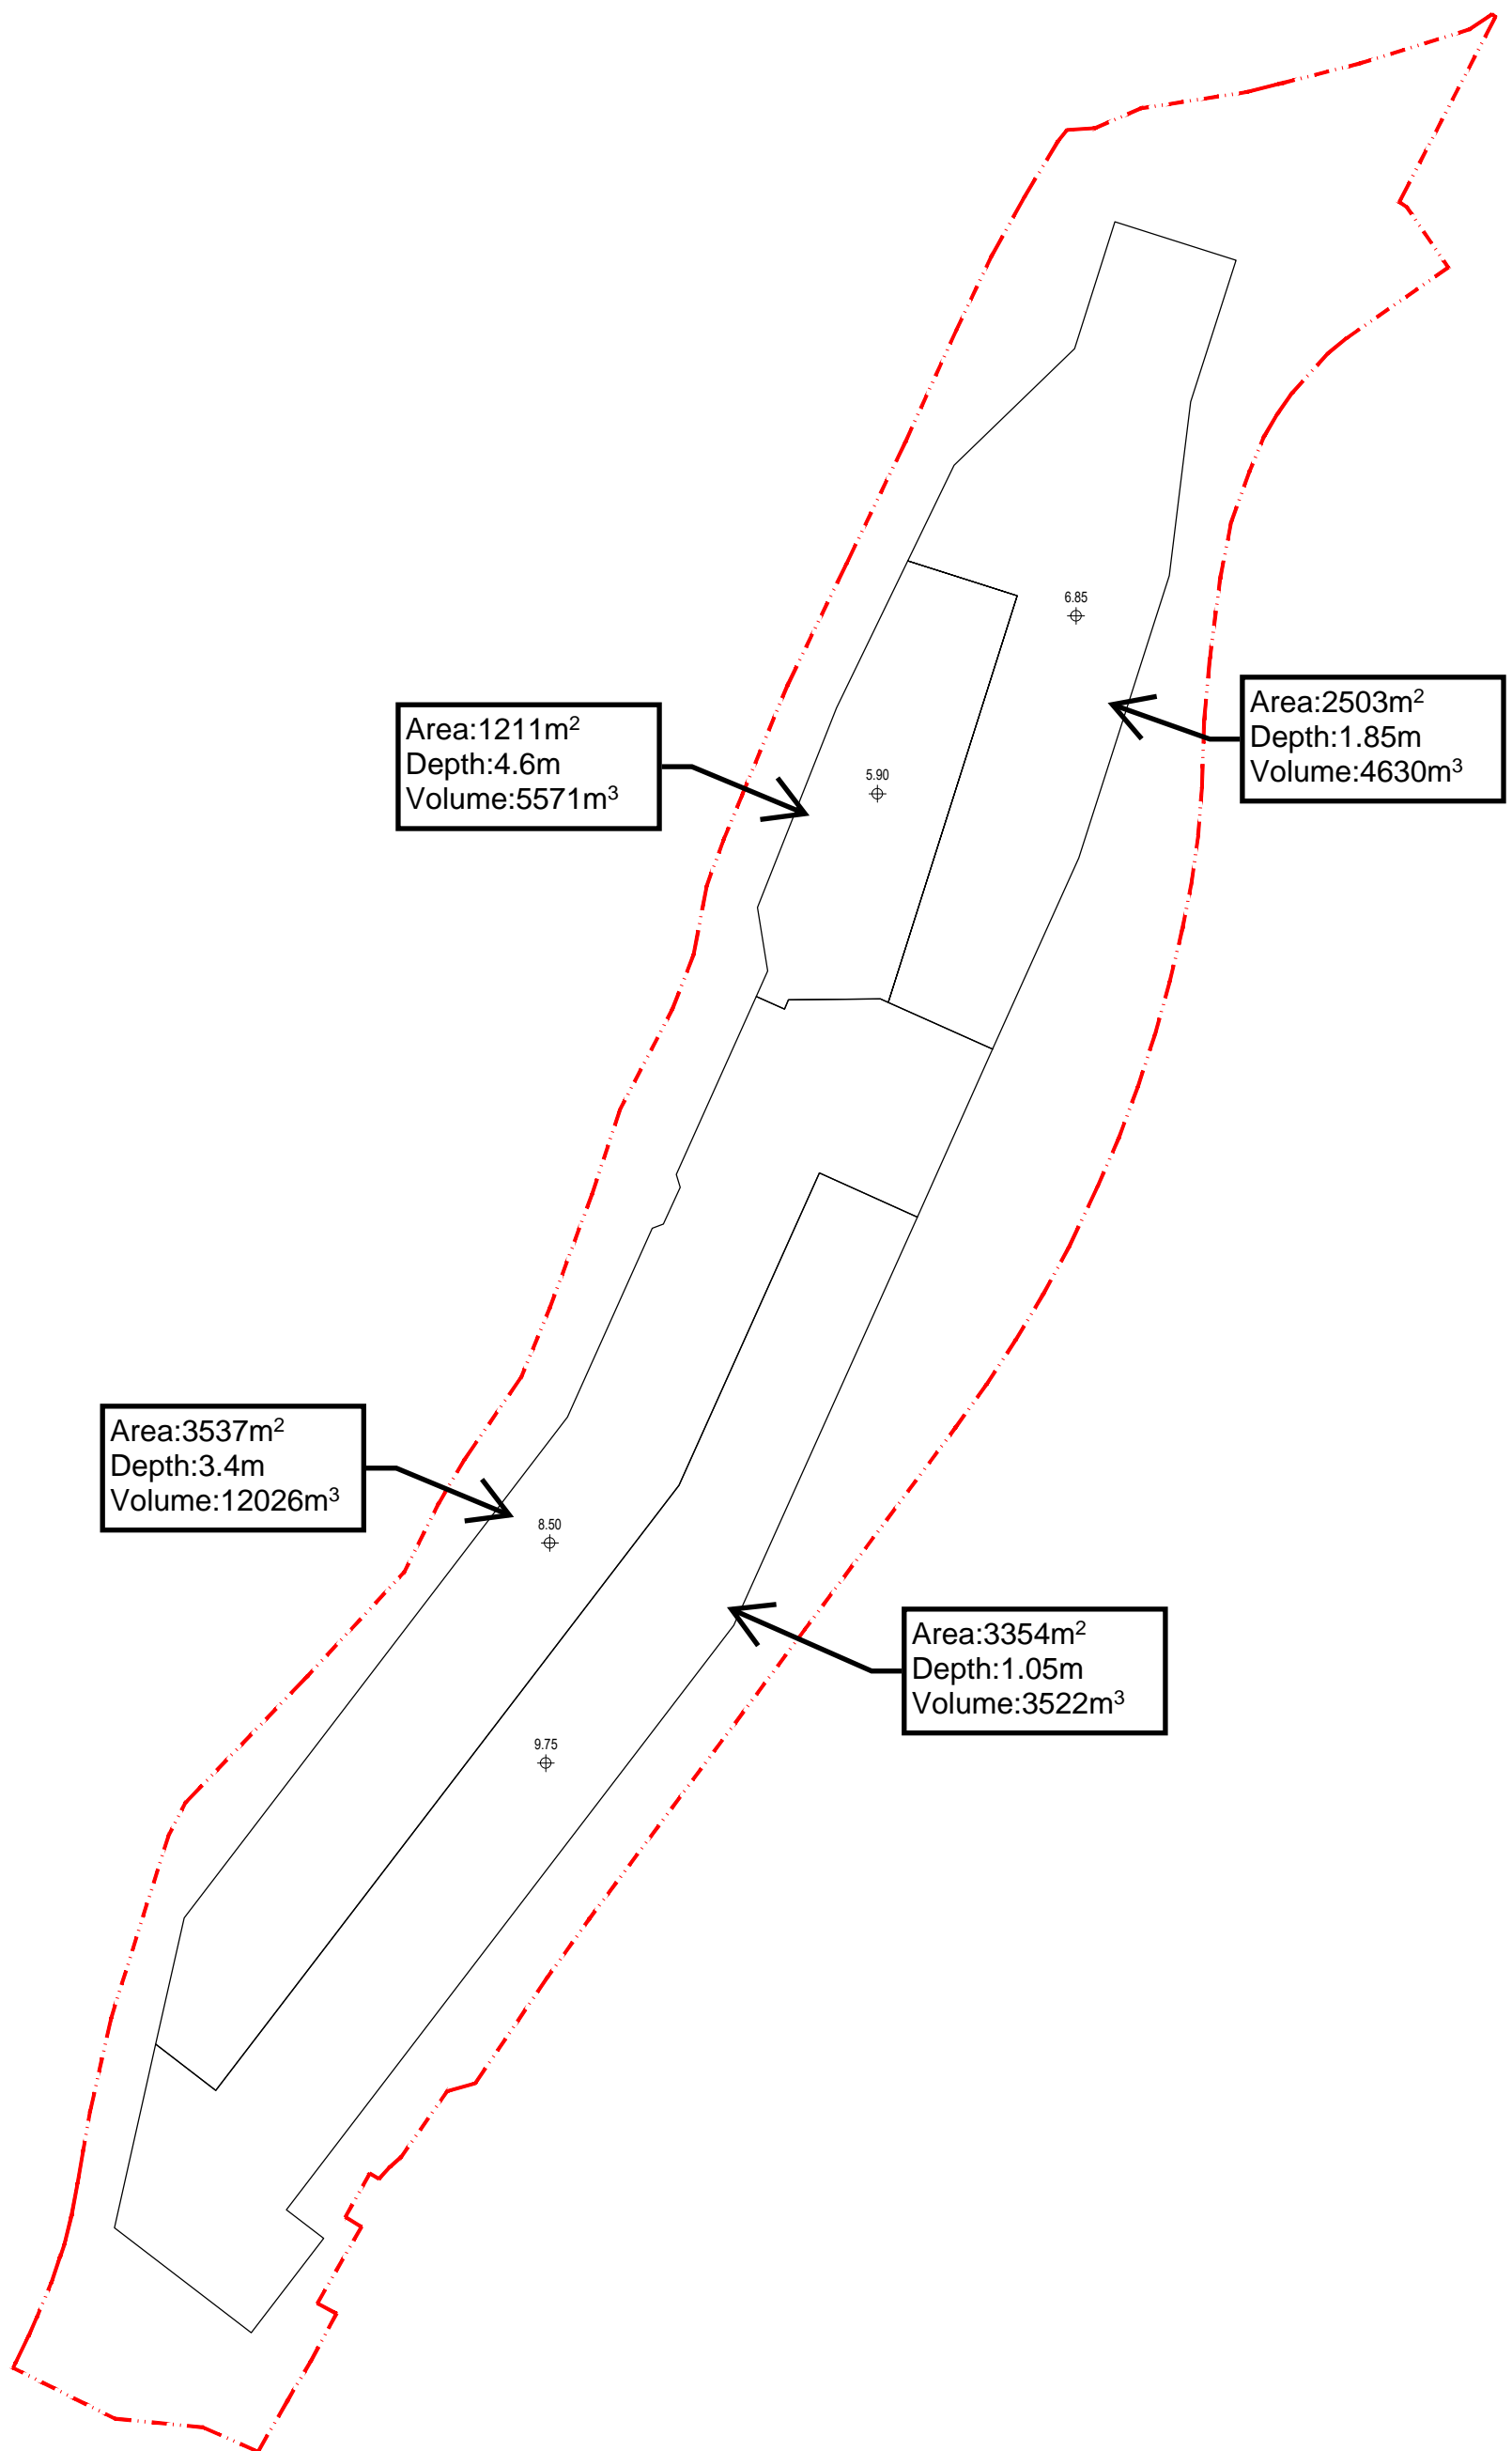 6.85
Area:2503m²
Depth:1.85m
Volume:4630m³
Area:1211m²
Depth:4.6m
Volume:5571m³
5.90
Area:3537m²
Depth:3.4m
Volume:12026m³
8.50
Area:3354m²
Depth:1.05m
Volume:3522m³
9.75